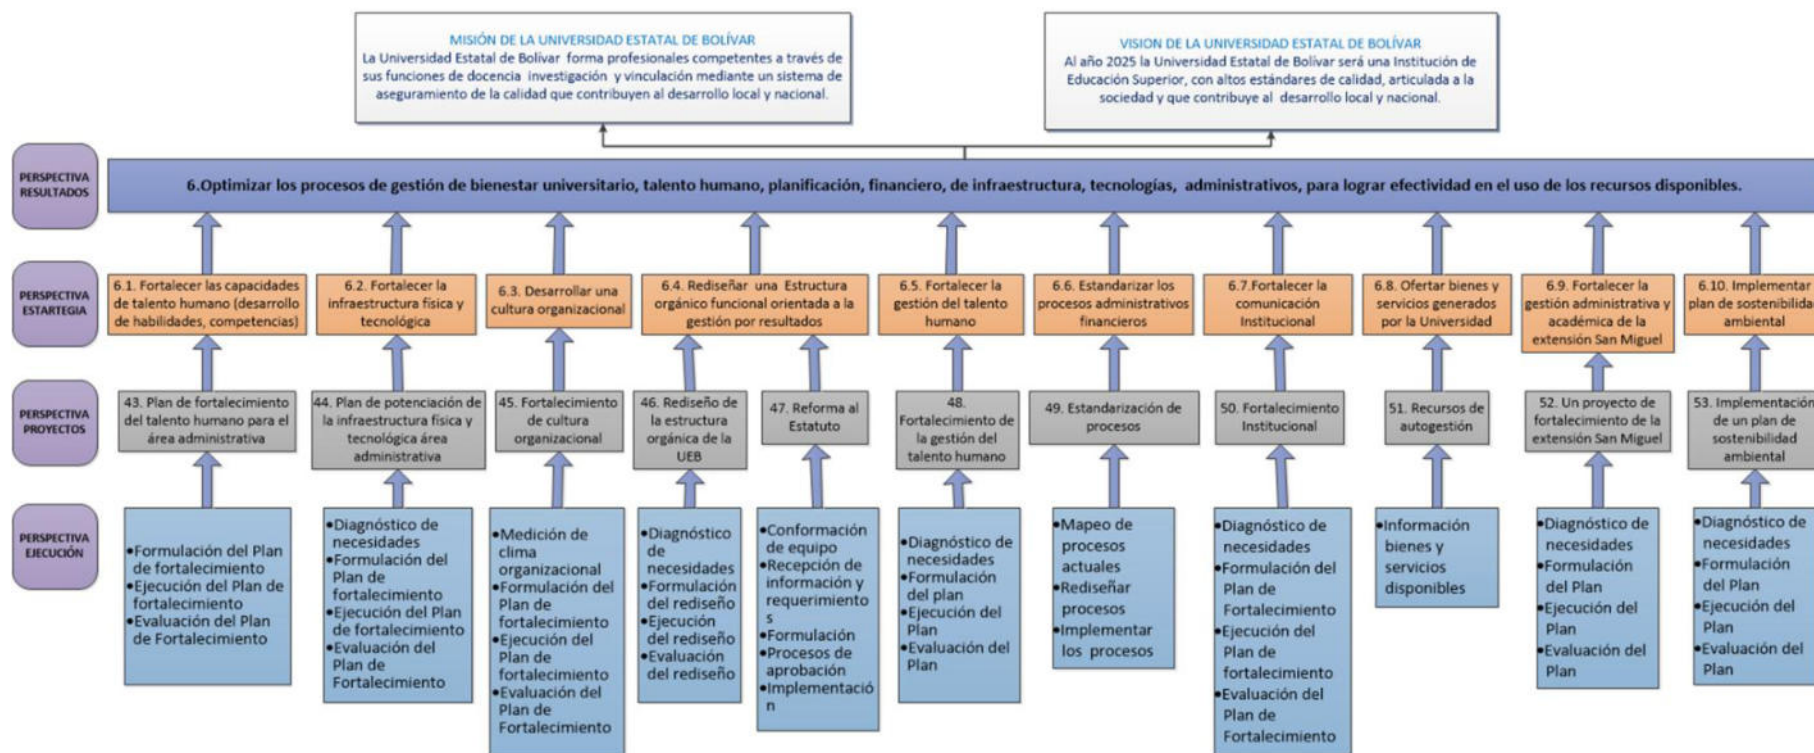 MISIÓN DE LA UNIVERSIDAD ESTATAL DE BOLÍVAR
La Universidad Estatal de Bolívar forma profesionales competentes a través de
sus funciones de docencia investigación y vinculación mediante un sistema de
aseguramiento de la calidad que contribuyen al desarrollo local y nacional.
VISION DE LA UNIVERSIDAD ESTATAL DE BOLÍVAR
Al año 2025 la Universidad Estatal de Bolívar será una Institución de
Educación Superior, con altos estándares de calidad, articulada a la
sociedad y que contribuye al desarrollo local y nacional.
PERSPECTIVA
RESULTADOS
6.Optimizar los procesos de gestión de bienestar universitario, talento humano, planificación, financiero, de infraestructura, tecnologías, administrativos, para lograr efectividad en el uso de los recursos disponibles.
PERSPECTIVA
ESTARTEGIA
6.1. Fortalecer las capacidades
de talento humano (desarrollo
de habilidades, competencias)
6.2. Fortalecer la
infraestructura física y
tecnológica
6.3. Desarrollar una
cultura organizacional
6.4. Rediseñar una Estructura
orgánico funcional orientada a la
gestión por resultados
6.5. Fortalecer la
gestión del talento
humano
6.6. Estandarizar los
procesos administrativos
financieros
6.7.Fortalecer la
comunicación
Institucional
6.8. Ofertar bienes y
servicios generados
por la Universidad
6.9. Fortalecer la
gestión administrativa y
académica de la
extensión San Miguel
6.10. Implementar
plan de sostenibilidad
ambiental
PERSPECTIVA
PROYECTOS
43. Plan de fortalecimiento
del talento humano para el
área administrativa
44. Plan de potenciación de
la infraestructura física y
tecnológica área
administrativa
45. Fortalecimiento
de cultura
organizacional
46. Rediseño de
la estructura
orgánica de la
UEB
47. Reforma al
Estatuto
48.
Fortalecimiento de
la gestión del
talento humano
49. Estandarización de
procesos
50. Fortalecimiento
Institucional
51. Recursos de
autogestión
52. Un proyecto de
fortalecimiento de la
extensión San Miguel
53. Implementación
de un plan de
sostenibilidad
ambiental
PERSPECTIVA
EJECUCIÓN
•Formulación del Plan
de fortalecimiento
•Ejecución del Plan de
fortalecimiento
•Evaluación del Plan
de Fortalecimiento
•Diagnóstico de
necesidades
•Formulación del
Plan de
fortalecimiento
•Ejecución del Plan
de fortalecimiento
•Evaluación del
Plan de
Fortalecimiento
•Medición de
clima
organizacional
•Formulación del
Plan de
fortalecimiento
•Ejecución del
Plan de
fortalecimiento
•Evaluación del
Plan de
Fortalecimiento
•Diagnóstico
de
necesidades
•Formulación
del rediseño
•Ejecución
del rediseño
•Evaluación
del rediseño
•Conformación
de equipo
•Recepción de
información y
requerimiento
s
•Formulación
•Procesos de
aprobación
•Implementació
n
•Diagnóstico de
necesidades
•Formulación
del plan
•Ejecución del
Plan
•Evaluación del
Plan
•Mapeo de
procesos
actuales
•Rediseñar
procesos
•Implementar
los procesos
•Diagnóstico de
necesidades
•Formulación del
Plan de
Fortalecimiento
•Ejecución del
Plan de
fortalecimiento
•Evaluación del
Plan de
Fortalecimiento
•Información
bienes y
servicios
disponibles
•Diagnóstico de
necesidades
•Formulación
del Plan
•Ejecución del
Plan
•Evaluación del
Plan
•Diagnóstico de
necesidades
•Formulación
del Plan
•Ejecución del
Plan
•Evaluación del
Plan